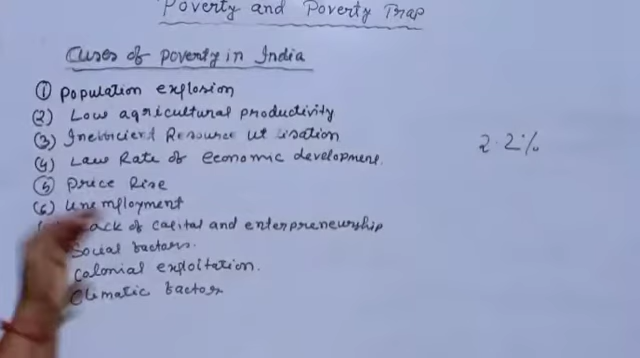 Poverty and Poverty Trap
Cuses of poverty in India
(1) Population explosion
(2) Low agricultural productivity
(3) Inefficient Resource utilisation
(4) Law Rate of economic development
2.2%
(5) Price Rise
(6) Unemployment
Lack of capital and enterpreneurship
Social factors.
Colonial exploitation.
Climatic factor